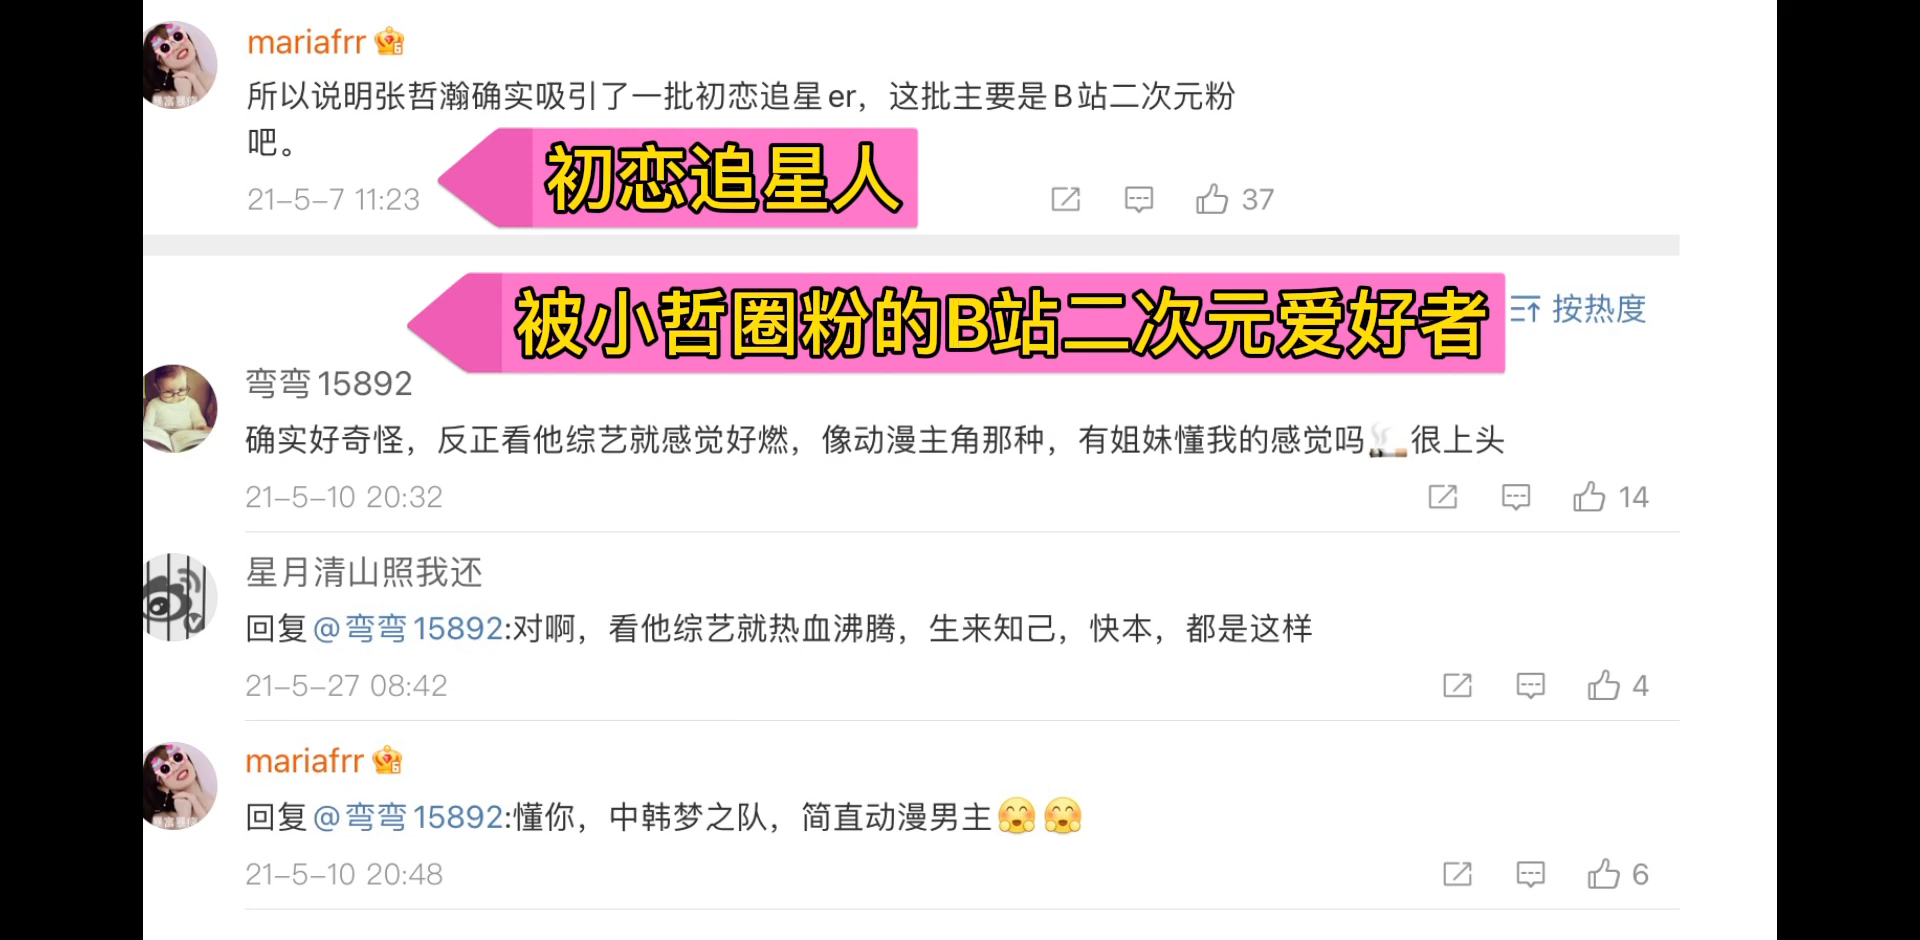 mariafrr
所以说明张哲瀚确实吸引了一批初恋追星er，这批主要是B站二次元粉
吧。
初恋追星人
21-5-7 11:23
37
被小哲圈粉的B站二次元爱好者
按热度
弯弯15892
确实好奇怪，反正看他综艺就感觉好燃，像动漫主角那种，有姐妹懂我的感觉吗🚬很上头
21-5-10 20:32
14
星月清山照我还
回复@弯弯15892:对啊，看他综艺就热血沸腾，生来知己，快本，都是这样
21-5-27 08:42
4
mariafrr
回复@弯弯15892:懂你，中韩梦之队，简直动漫男主🤗🤗
21-5-10 20:48
6